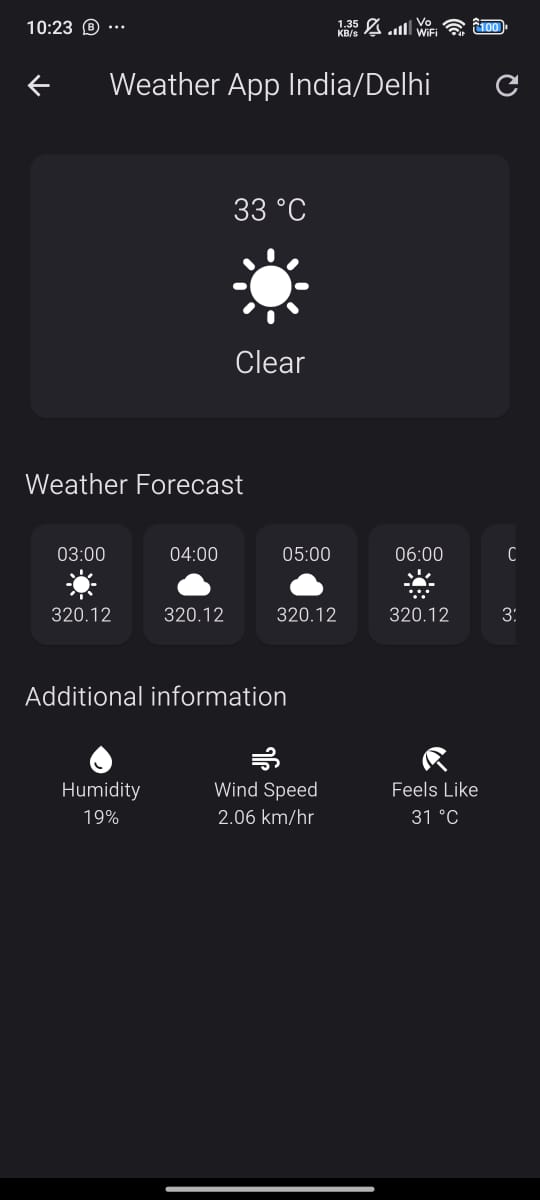 10:23 B ...
1.35 KB/s Vo WiFi 100
Weather App India/Delhi
33 °C
Clear
Weather Forecast
03:00 04:00 05:00 06:00
320.12 320.12 320.12 320.12
Additional information
Humidity Wind Speed Feels Like
19% 2.06 km/hr 31 °C